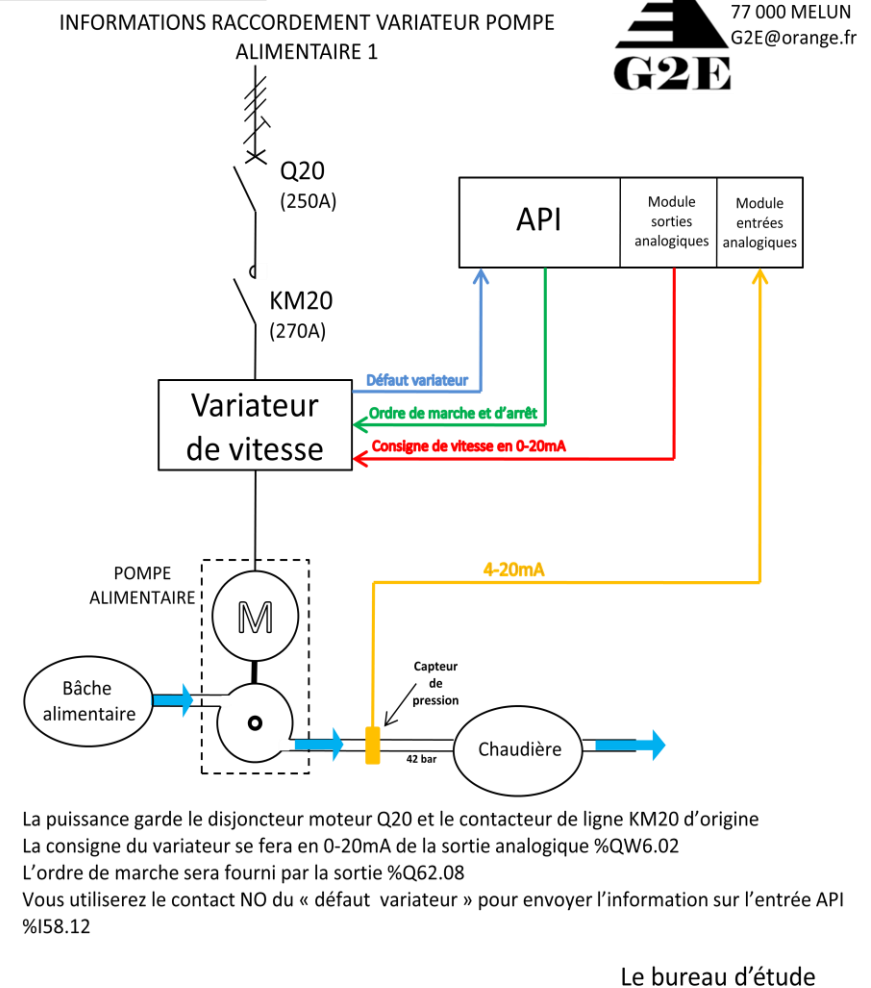 INFORMATIONS RACCORDEMENT VARIATEUR POMPE
ALIMENTAIRE 1
77 000 MELUN
G2E@orange.fr
G2E
Q20
(250A)
KM20
(270A)
API
Module
sorties
analogiques
Module
entrées
analogiques
Défaut variateur
Ordre de marche et d’arrêt
Consigne de vitesse en 0-20mA
Variateur
de vitesse
4-20mA
POMPE
ALIMENTAIRE
M
Capteur
de
pression
Bâche
alimentaire
42 bar
Chaudière
La puissance garde le disjoncteur moteur Q20 et le contacteur de ligne KM20 d’origine
La consigne du variateur se fera en 0-20mA de la sortie analogique %QW6.02
L’ordre de marche sera fourni par la sortie %Q62.08
Vous utiliserez le contact NO du « défaut  variateur » pour envoyer l’information sur l’entrée API
%I58.12
Le bureau d’étude